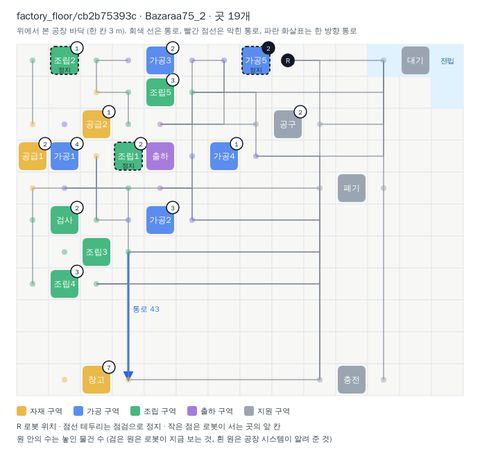 factory_floor/cb2b75393c · Bazaraa75_2 · 곳 19개
위에서 본 공장 바닥 (한 칸 3 m). 회색 선은 통로, 빨간 점선은 막힌 통로, 파란 화살표는 한 방향 통로
조립2 1 정지
가공3 2
가공5 2 정지
R
대기
전립
조립5 3
공급2 1
공구 2
공급1 2
가공1 4
조립1 2 정지
출하
가공4 1
폐기
검사 2
가공2 3
조립3
조립4 3
통로 43
창고 7
충전
자재 구역
가공 구역
조립 구역
출하 구역
지원 구역
R 로봇 위치 · 점선 테두리는 점검으로 정지 · 작은 점은 로봇이 서는 곳의 앞 칸
원 안의 수는 놓인 물건 수 (검은 원은 로봇이 지금 보는 것, 흰 원은 공장 시스템이 알려 준 것)